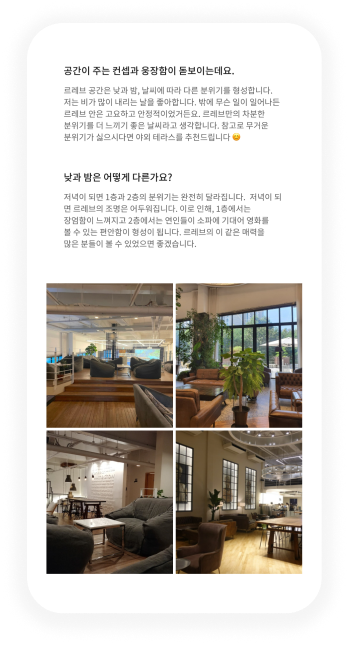 공간이 주는 컨셉과 웅장함이 돋보이는데요.
르레브 공간은 낮과 밤, 날씨에 따라 다른 분위기를 형성합니다.
저는 비가 많이 내리는 날을 좋아합니다. 밖에 무슨 일이 일어나든
르레브 안은 고요하고 안정적이었거든요. 르레브만의 차분한
분위기를 더 느끼기 좋은 날씨라고 생각합니다. 참고로 무거운
분위기가 싫으시다면 야외 테라스를 추천드립니다 😊
낮과 밤은 어떻게 다른가요?
저녁이 되면 1층과 2층의 분위기는 완전히 달라집니다. 저녁이 되
면 르레브의 조명은 어두워집니다. 이로 인해, 1층에서는
장엄함이 느껴지고 2층에서는 연인들이 소파에 기대어 영화를
볼 수 있는 편안함이 형성이 됩니다. 르레브의 이 같은 매력을
많은 분들이 볼 수 있었으면 좋겠습니다.